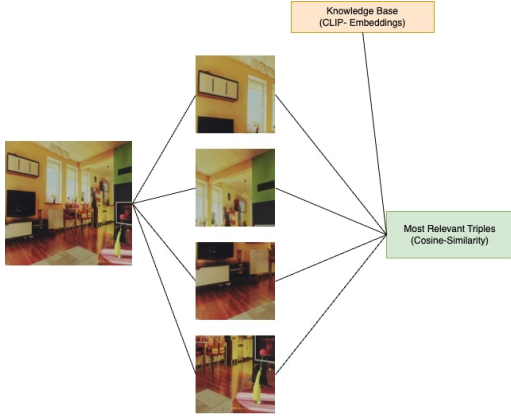 Knowledge Base
(CLIP- Embeddings)
Most Relevant Triples
(Cosine-Similarity)